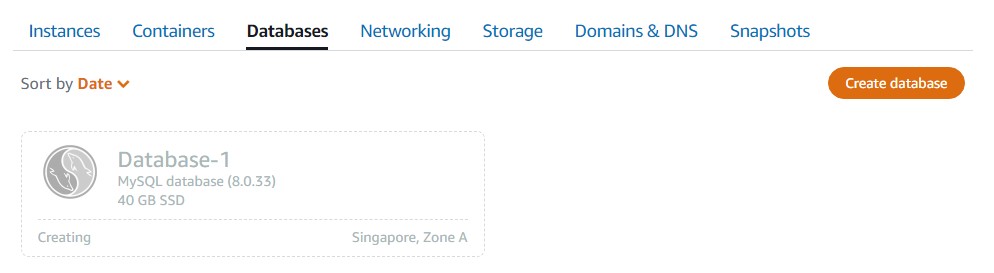 Instances Containers Databases Networking Storage Domains & DNS Snapshots
Sort by Date Create database
Database-1
MySQL database (8.0.33)
40 GB SSD
Creating Singapore, Zone A